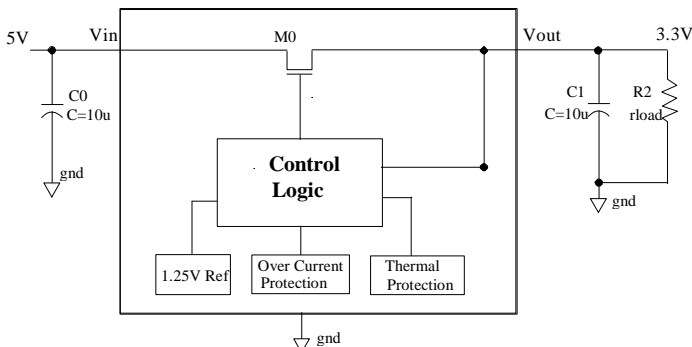 5V
Vin
M0
Vout
3.3V
C0
C=10u
gnd
Control
Logic
C1
C=10u
R2
rload
gnd
1.25V Ref
Over Current
Protection
Thermal
Protection
gnd